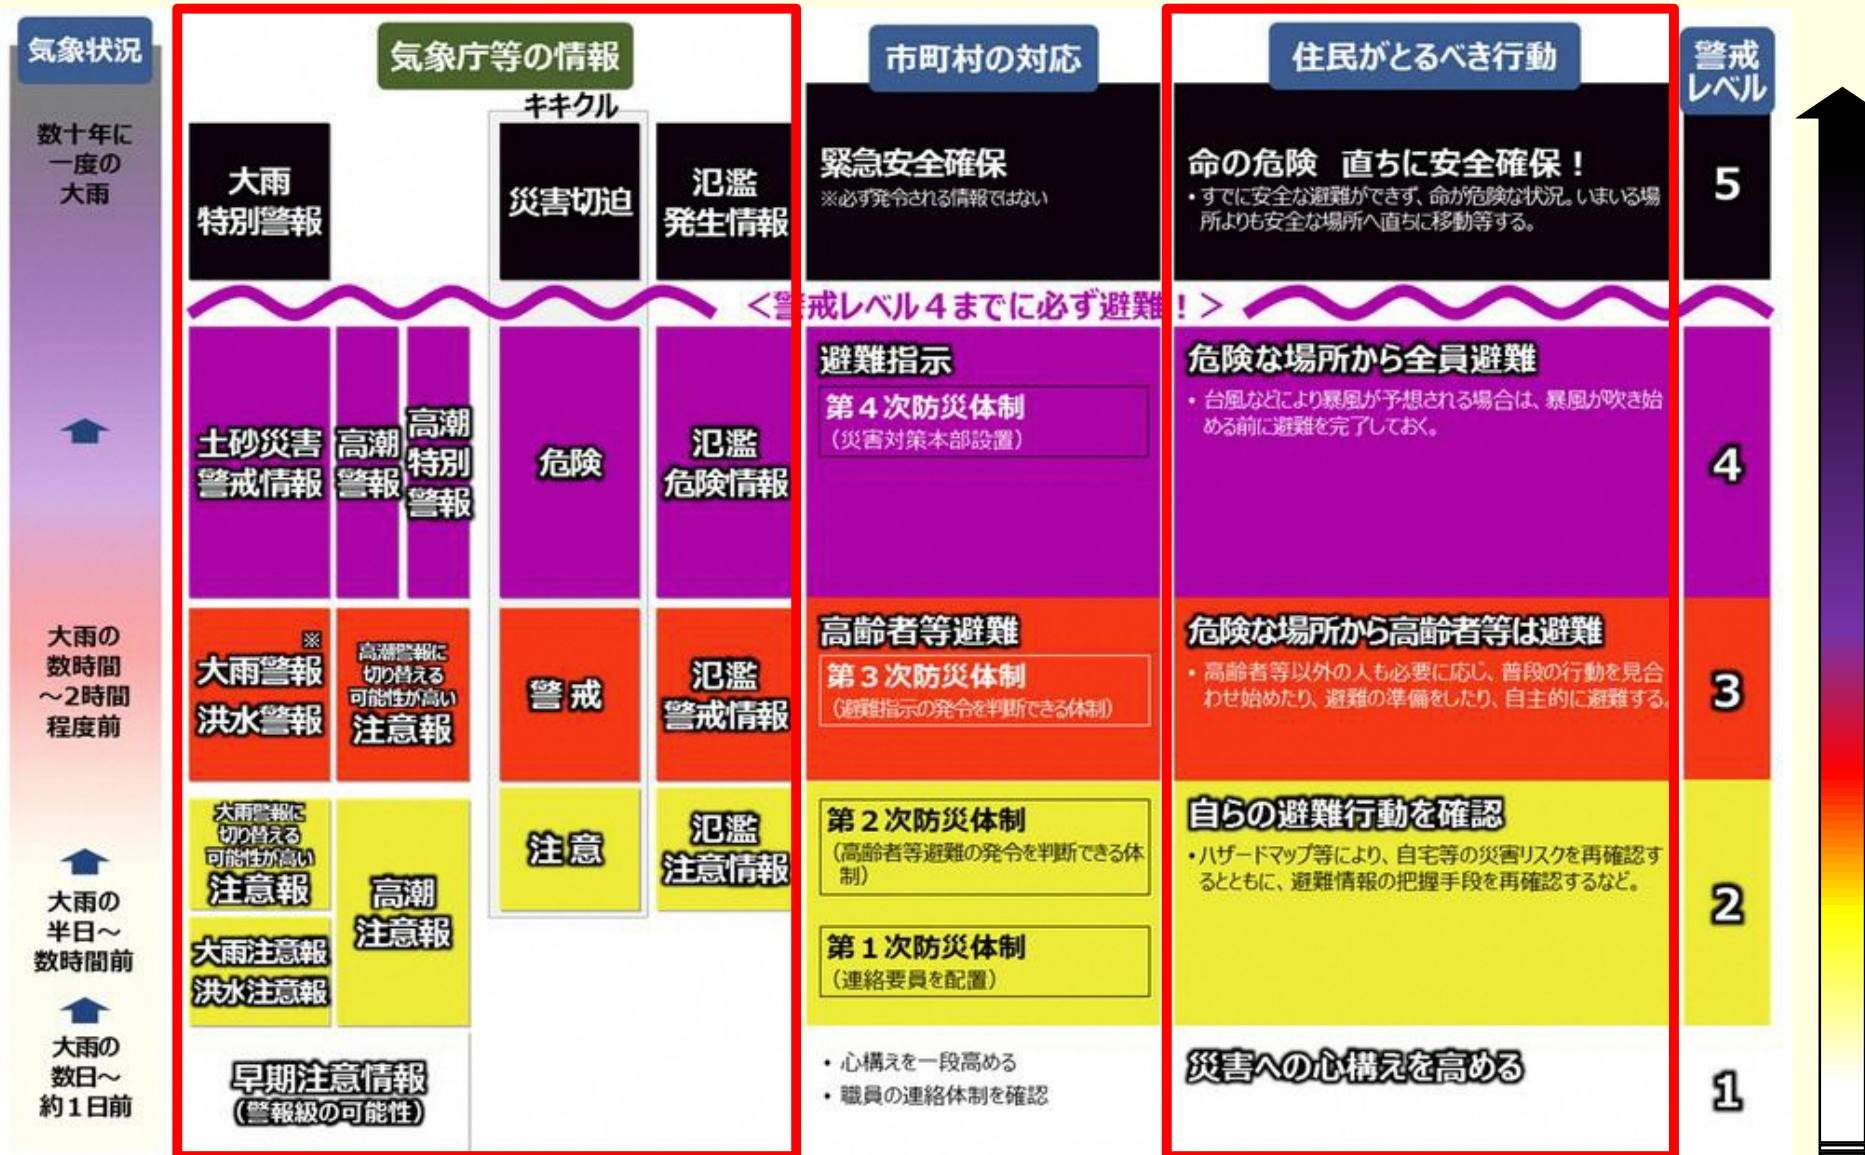 気象状況
数十年に
一度の
大雨
大雨の
数時間
～2時間
程度前
大雨の
半日～
数時間前
大雨の
数日～
約1日前
気象庁等の情報
キキクル
大雨
特別警報
災害切迫
氾濫
発生情報
＜警戒レベル４までに必ず避難！＞
土砂災害
警戒情報
高潮
警報
高潮
特別
警報
危険
氾濫
危険情報
※
大雨警報
洪水警報
高潮警報に
切り替える
可能性が高い
注意報
警戒
氾濫
警戒情報
大雨警報に
切り替える
可能性が高い
注意報
大雨注意報
洪水注意報
高潮
注意報
注意
氾濫
注意情報
早期注意情報
（警報級の可能性）
市町村の対応
緊急安全確保
※必ず発令される情報ではない
避難指示
第４次防災体制
（災害対策本部設置）
高齢者等避難
第３次防災体制
（避難指示の発令を判断できる体制）
第２次防災体制
（高齢者等避難の発令を判断できる体
制）
第１次防災体制
（連絡要員を配置）
・心構えを一段高める
・職員の連絡体制を確認
住民がとるべき行動
命の危険 直ちに安全確保！
・すでに安全な避難ができず、命が危険な状況。いまいる場
所よりも安全な場所へ直ちに移動等する。
危険な場所から全員避難
・台風などにより暴風が予想される場合は、暴風が吹き始
める前に避難を完了しておく。
危険な場所から高齢者等は避難
・高齢者等以外の人も必要に応じ、普段の行動を見合
わせ始めたり、避難の準備をしたり、自主的に避難する。
自らの避難行動を確認
・ハザードマップ等により、自宅等の災害リスクを再確認す
るとともに、避難情報の把握手段を再確認するなど。
災害への心構えを高める
警戒
レベル
5
4
3
2
1